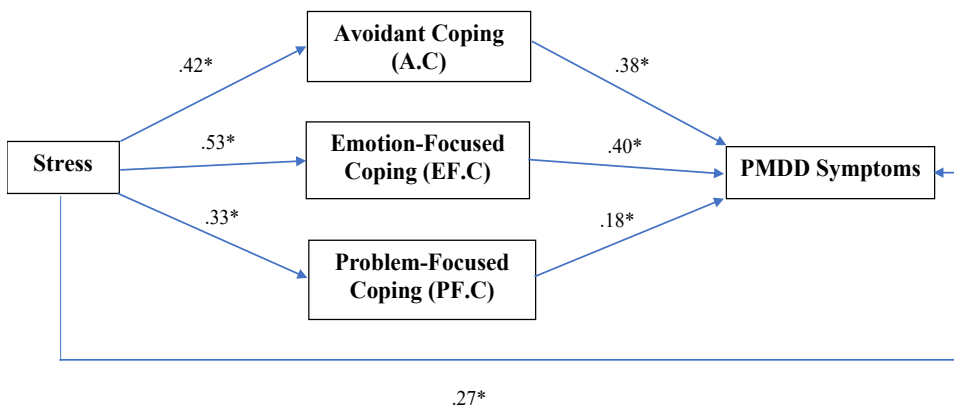 Avoidant Coping
(A.C)
.42*
.38*
Stress
.53*
Emotion-Focused
Coping (EF.C)
.40*
PMDD Symptoms
.33*
.18*
Problem-Focused
Coping (PF.C)
.27*